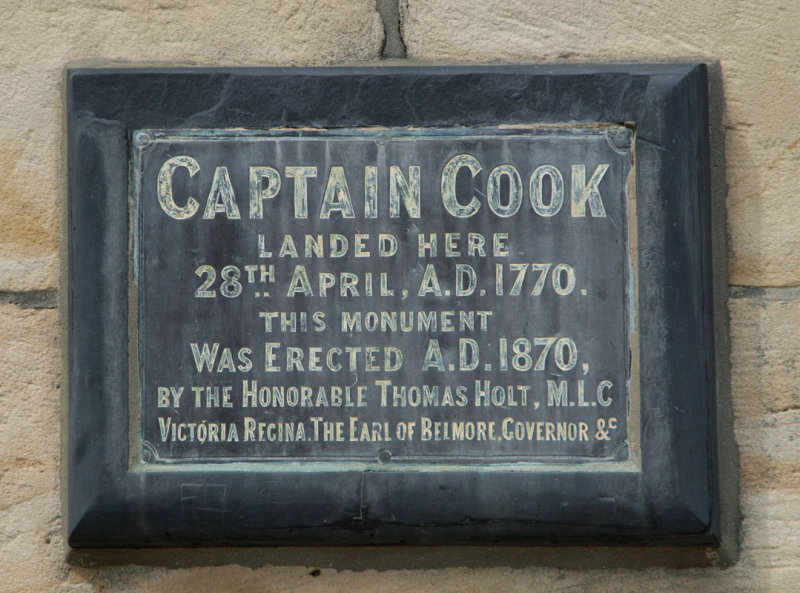 CAPTAIN COOK
LANDED HERE
28TH APRIL, A.D. 1770.
THIS MONUMENT
WAS ERECTED A.D. 1870,
BY THE HONORABLE THOMAS HOLT, M.L.C
VICTORIA REGINA. THE EARL OF BELMORE. GOVERNOR &c